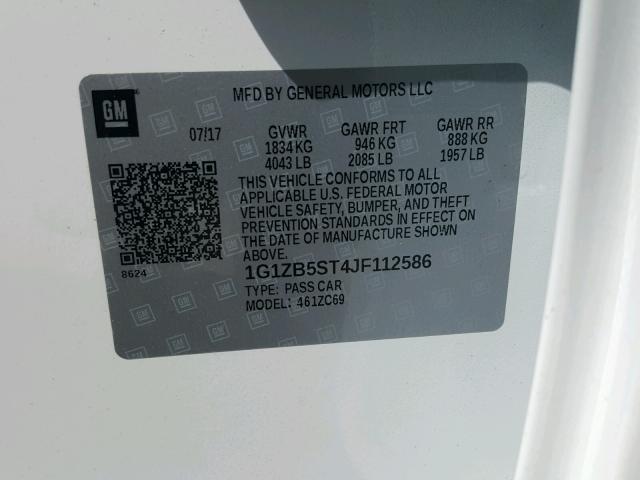 GM
MFD BY GENERAL MOTORS LLC
07/17 GVWR GAWR FRT GAWR RR
1834 KG 946 KG 888 KG
4043 LB 2085 LB 1957 LB
THIS VEHICLE CONFORMS TO ALL
APPLICABLE U.S. FEDERAL MOTOR
VEHICLE SAFETY, BUMPER, AND THEFT
PREVENTION STANDARDS IN EFFECT ON
THE DATE OF MANUFACTURE SHOWN
ABOVE.
8624
1G1ZB5ST4JF112586
TYPE: PASS CAR
MODEL: 461ZC69